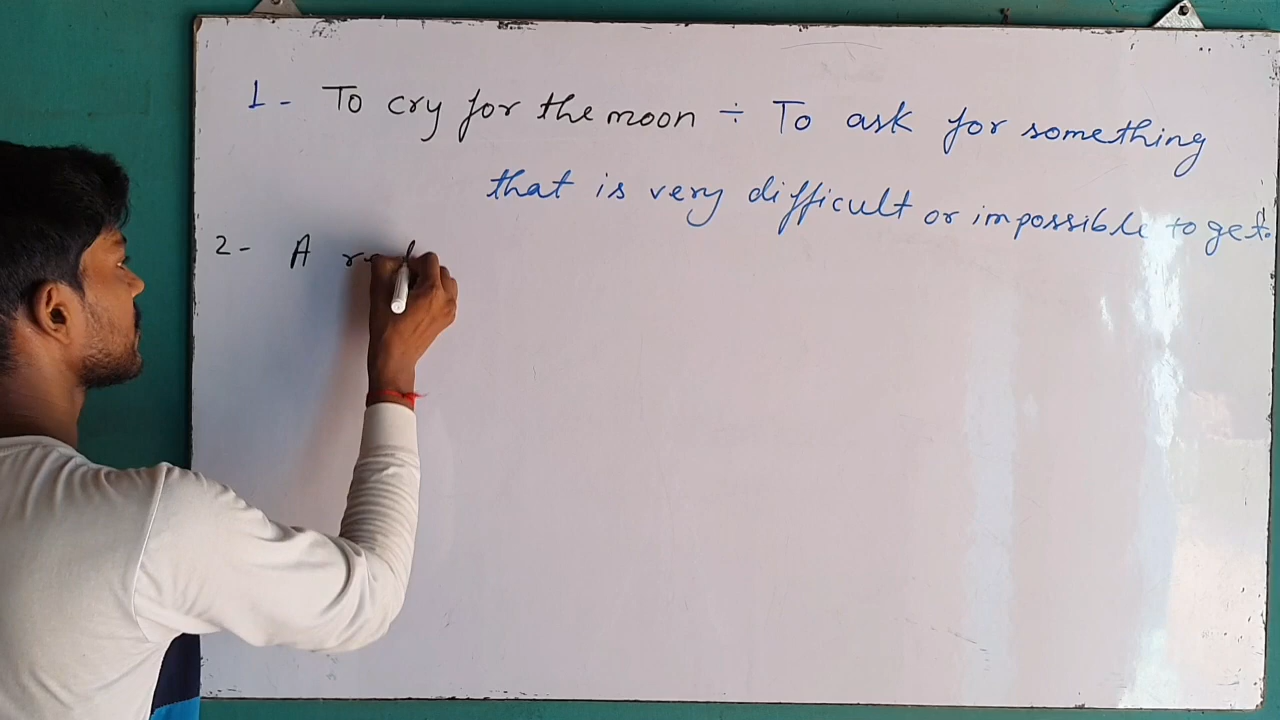 1 - To cry for the moon ÷ To ask for something
that is very difficult or impossible to get.
2 - A